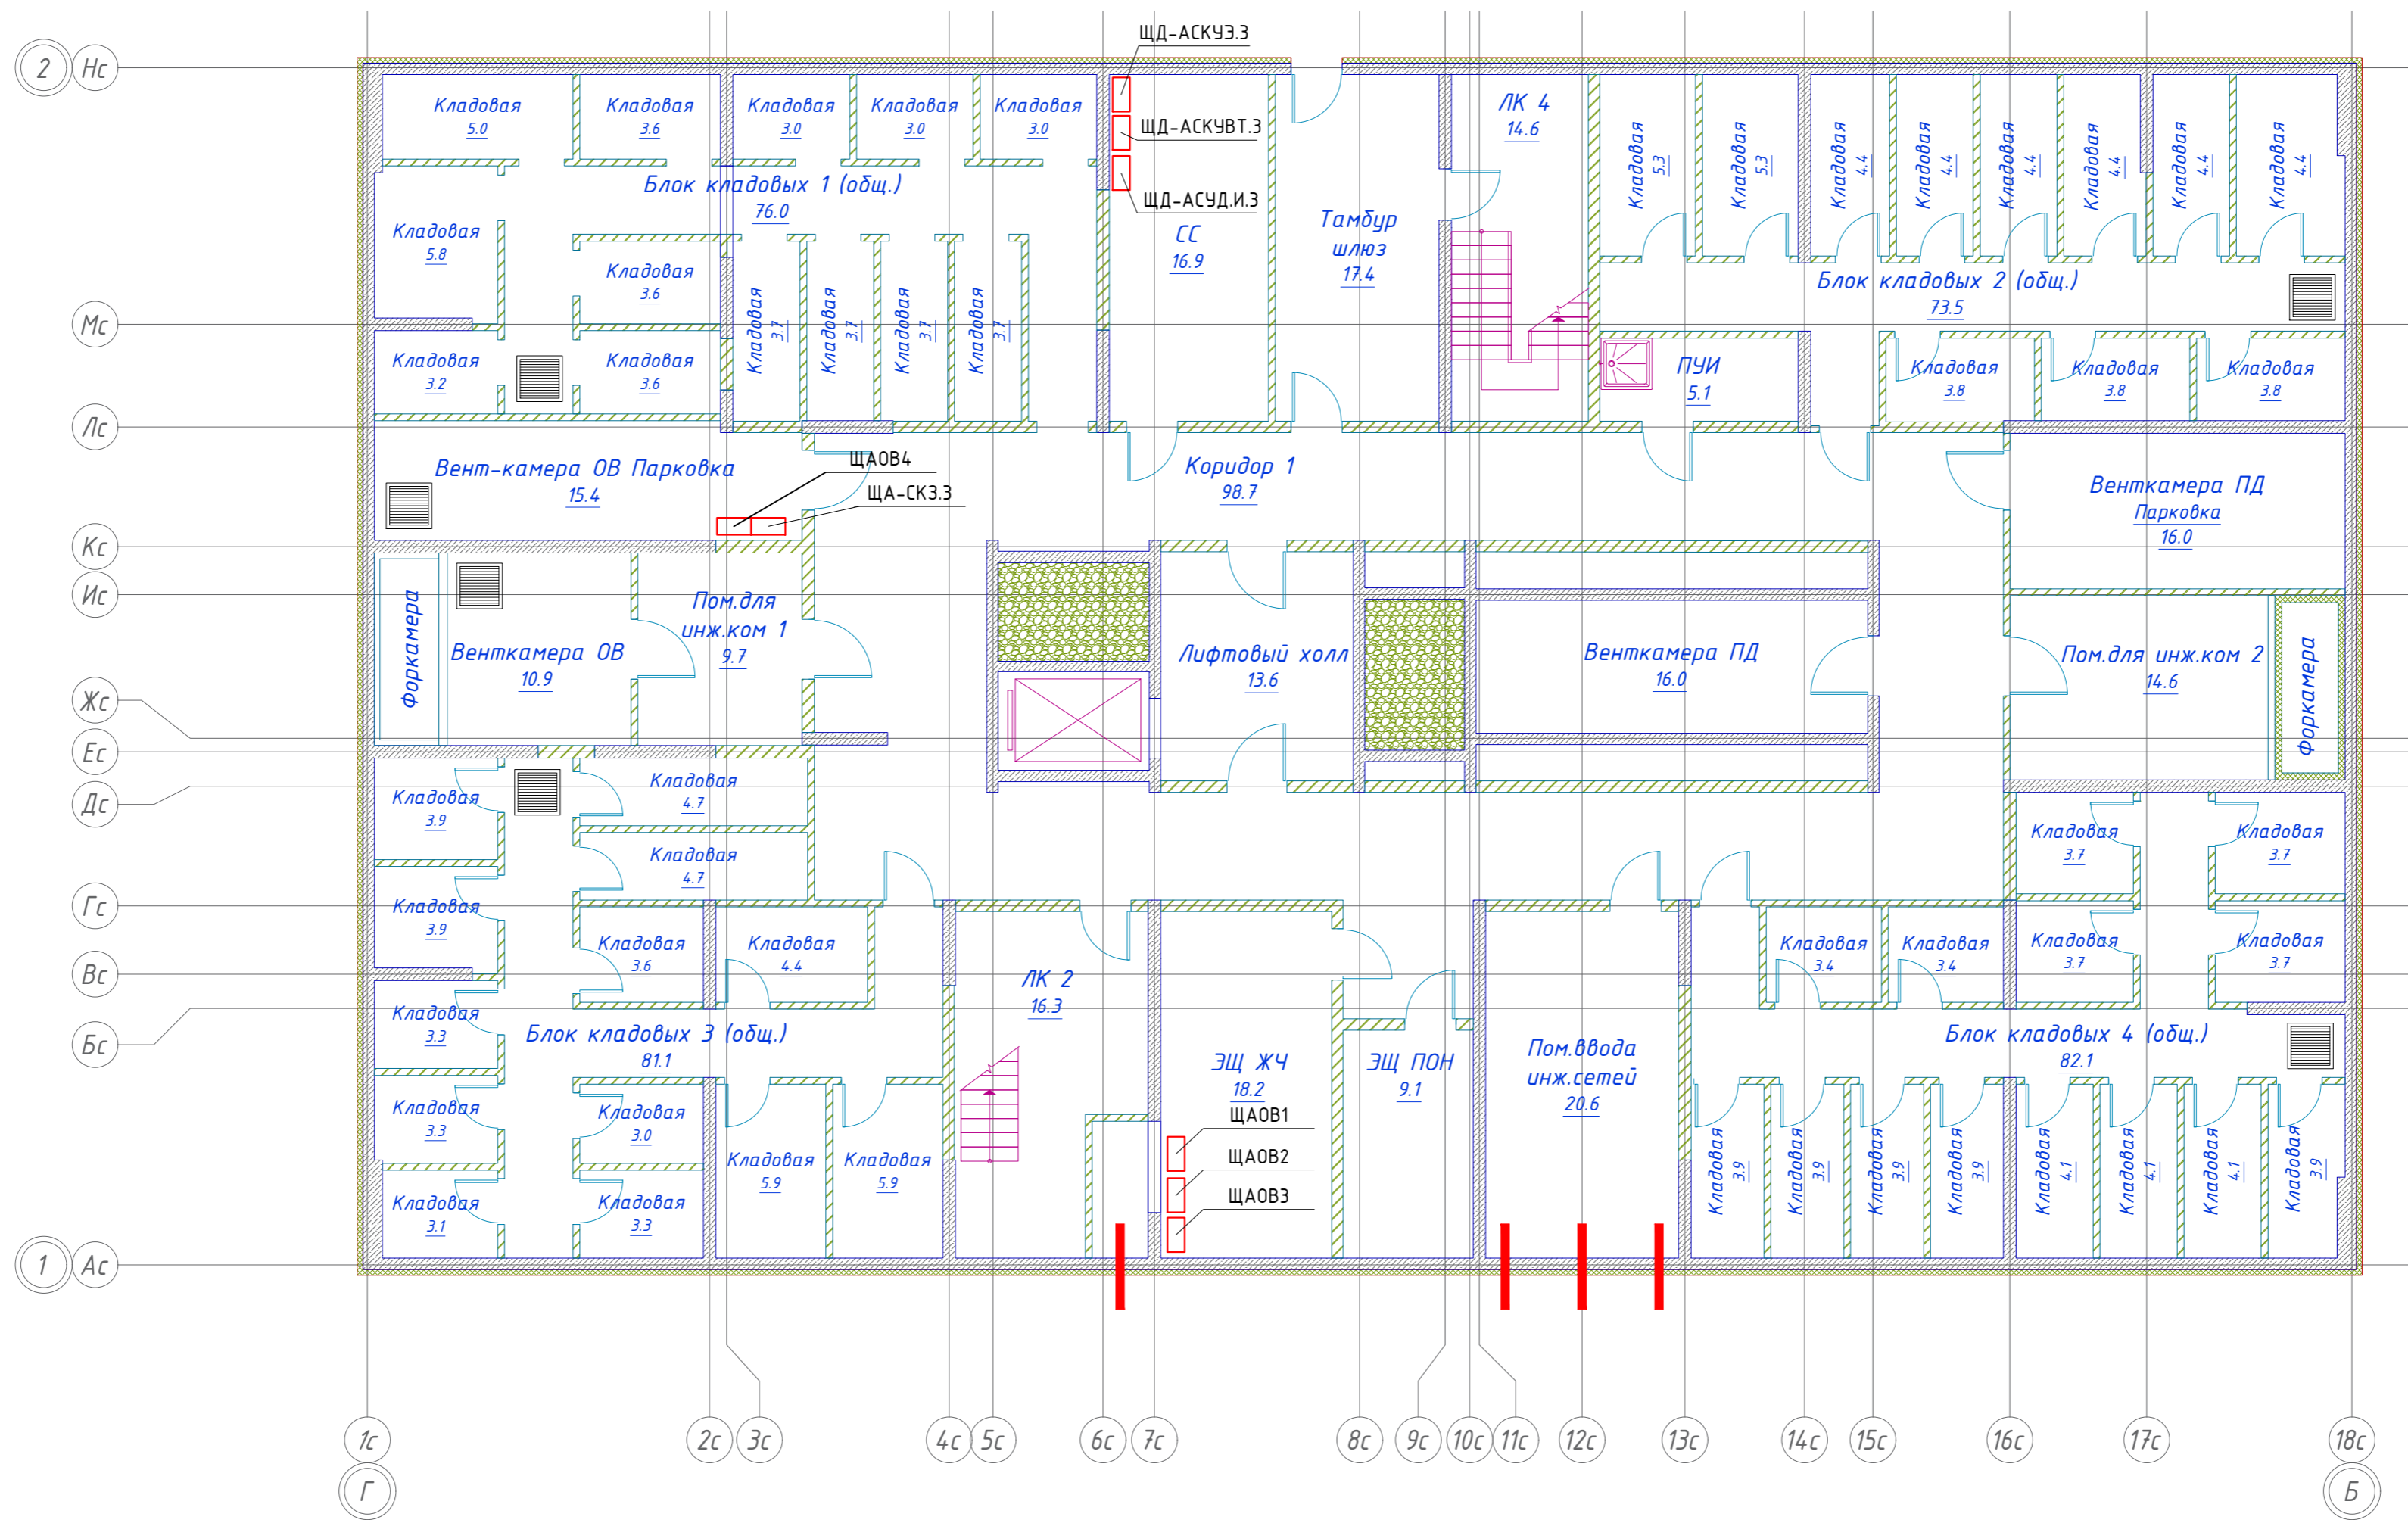 ЩД-АСКУЭ.3
2
Нс
Кладовая
5.0
Кладовая
3.6
Кладовая
3.0
Кладовая
3.0
Кладовая
3.0
ЩД-АСКУВТ.3
ЛК 4
14.6
Кладовая
5.3
Кладовая
5.3
Кладовая
4.4
Кладовая
4.4
Кладовая
4.4
Кладовая
4.4
Кладовая
4.4
Кладовая
4.4
Блок кладовых 1 (общ.)
76.0
ЩД-АСУД.И.3
СС
16.9
Тамбур
шлюз
17.4
Кладовая
5.8
Кладовая
3.6
Кладовая
3.7
Кладовая
3.7
Кладовая
3.7
Кладовая
3.7
Блок кладовых 2 (общ.)
73.5
Мс
Кладовая
3.2
Кладовая
3.6
ПУИ
5.1
Кладовая
3.8
Кладовая
3.8
Кладовая
3.8
Лс
Вент-камера ОВ Парковка
15.4
ЩАОВ4
ЩА-СКЗ.3
Коридор 1
98.7
Венткамера ПД
Парковка
16.0
Кс
Ис
Форкамера
Венткамера ОВ
10.9
Пом.для
инж.ком 1
9.7
Лифтовый холл
13.6
Венткамера ПД
16.0
Пом.для инж.ком 2
14.6
Форкамера
Жс
Ес
Дс
Кладовая
3.9
Кладовая
4.7
Кладовая
4.7
Кладовая
3.7
Кладовая
3.7
Гс
Кладовая
3.9
Кладовая
3.6
Кладовая
4.4
Кладовая
3.4
Кладовая
3.4
Кладовая
3.7
Кладовая
3.7
Вс
ЛК 2
16.3
Кладовая
3.3
Блок кладовых 3 (общ.)
81.1
Блок кладовых 4 (общ.)
82.1
Бс
ЭЩ ЖЧ
18.2
ЭЩ ПОН
9.1
Пом.ввода
инж.сетей
20.6
Кладовая
3.3
Кладовая
3.0
ЩАОВ1
ЩАОВ2
ЩАОВ3
Кладовая
5.9
Кладовая
5.9
Кладовая
3.9
Кладовая
3.9
Кладовая
3.9
Кладовая
3.9
Кладовая
4.1
Кладовая
4.1
Кладовая
4.1
Кладовая
3.9
Кладовая
3.1
Кладовая
3.3
1
Ас
1с
2с
3с
4с
5с
6с
7с
8с
9с
10с
11с
12с
13с
14с
15с
16с
17с
18с
Г
Б